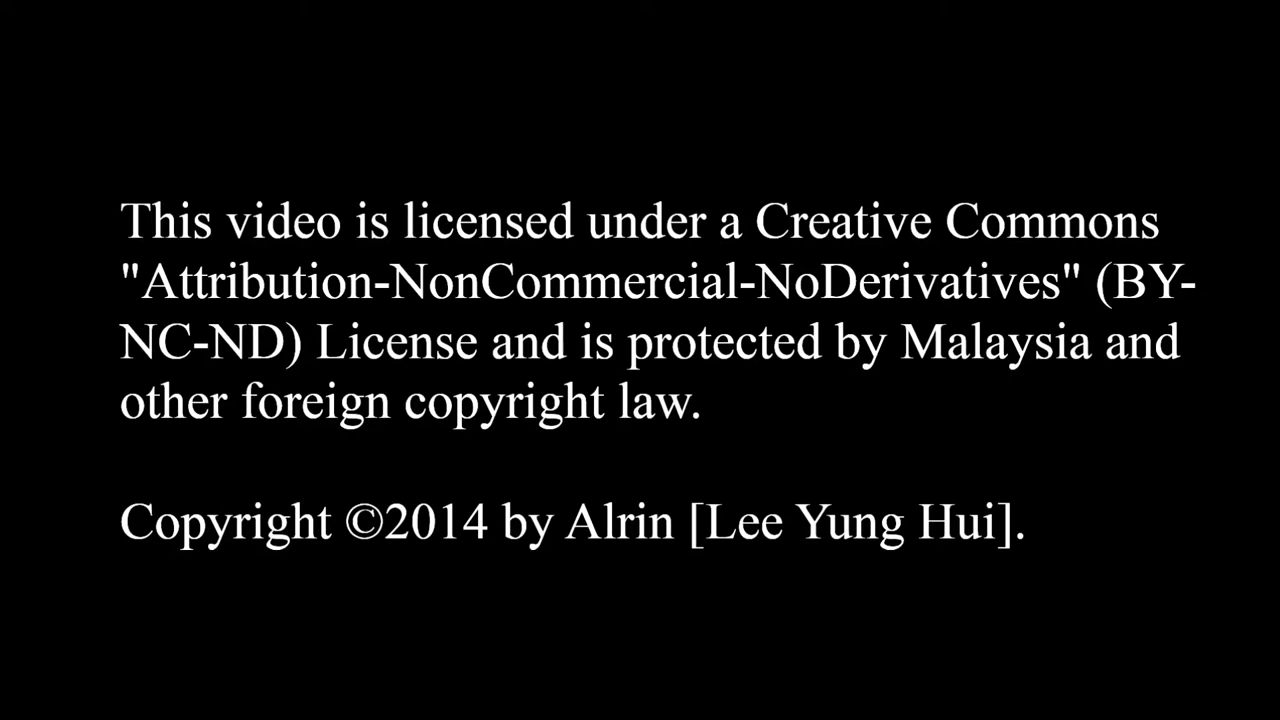 This video is licensed under a Creative Commons
"Attribution-NonCommercial-NoDerivatives" (BY-
NC-ND) License and is protected by Malaysia and
other foreign copyright law.
Copyright ©2014 by Alrin [Lee Yung Hui].